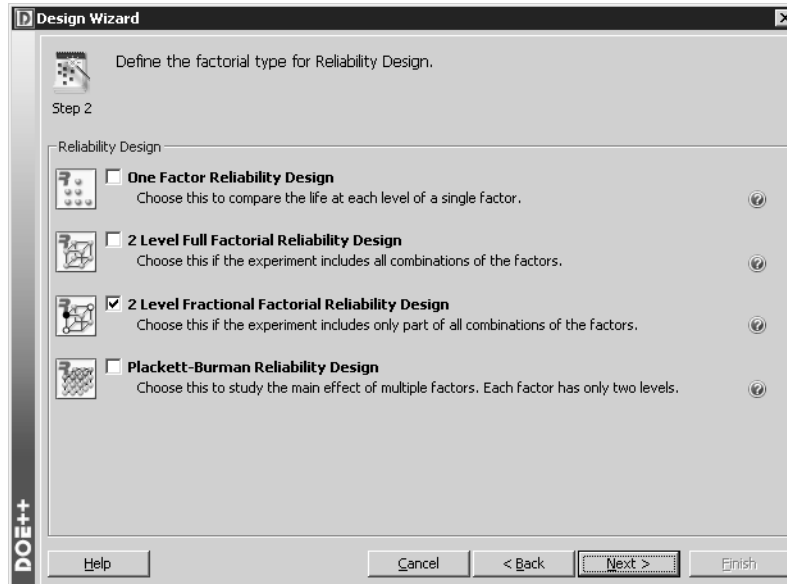 Design Wizard
Define the factorial type for Reliability Design.
Step 2
Reliability Design
One Factor Reliability Design
Choose this to compare the life at each level of a single factor.
2 Level Full Factorial Reliability Design
Choose this if the experiment includes all combinations of the factors.
2 Level Fractional Factorial Reliability Design
Choose this if the experiment includes only part of all combinations of the factors.
Plackett-Burman Reliability Design
Choose this to study the main effect of multiple factors. Each factor has only two levels.
DOE++
Help
Cancel
< Back
Next >
Finish